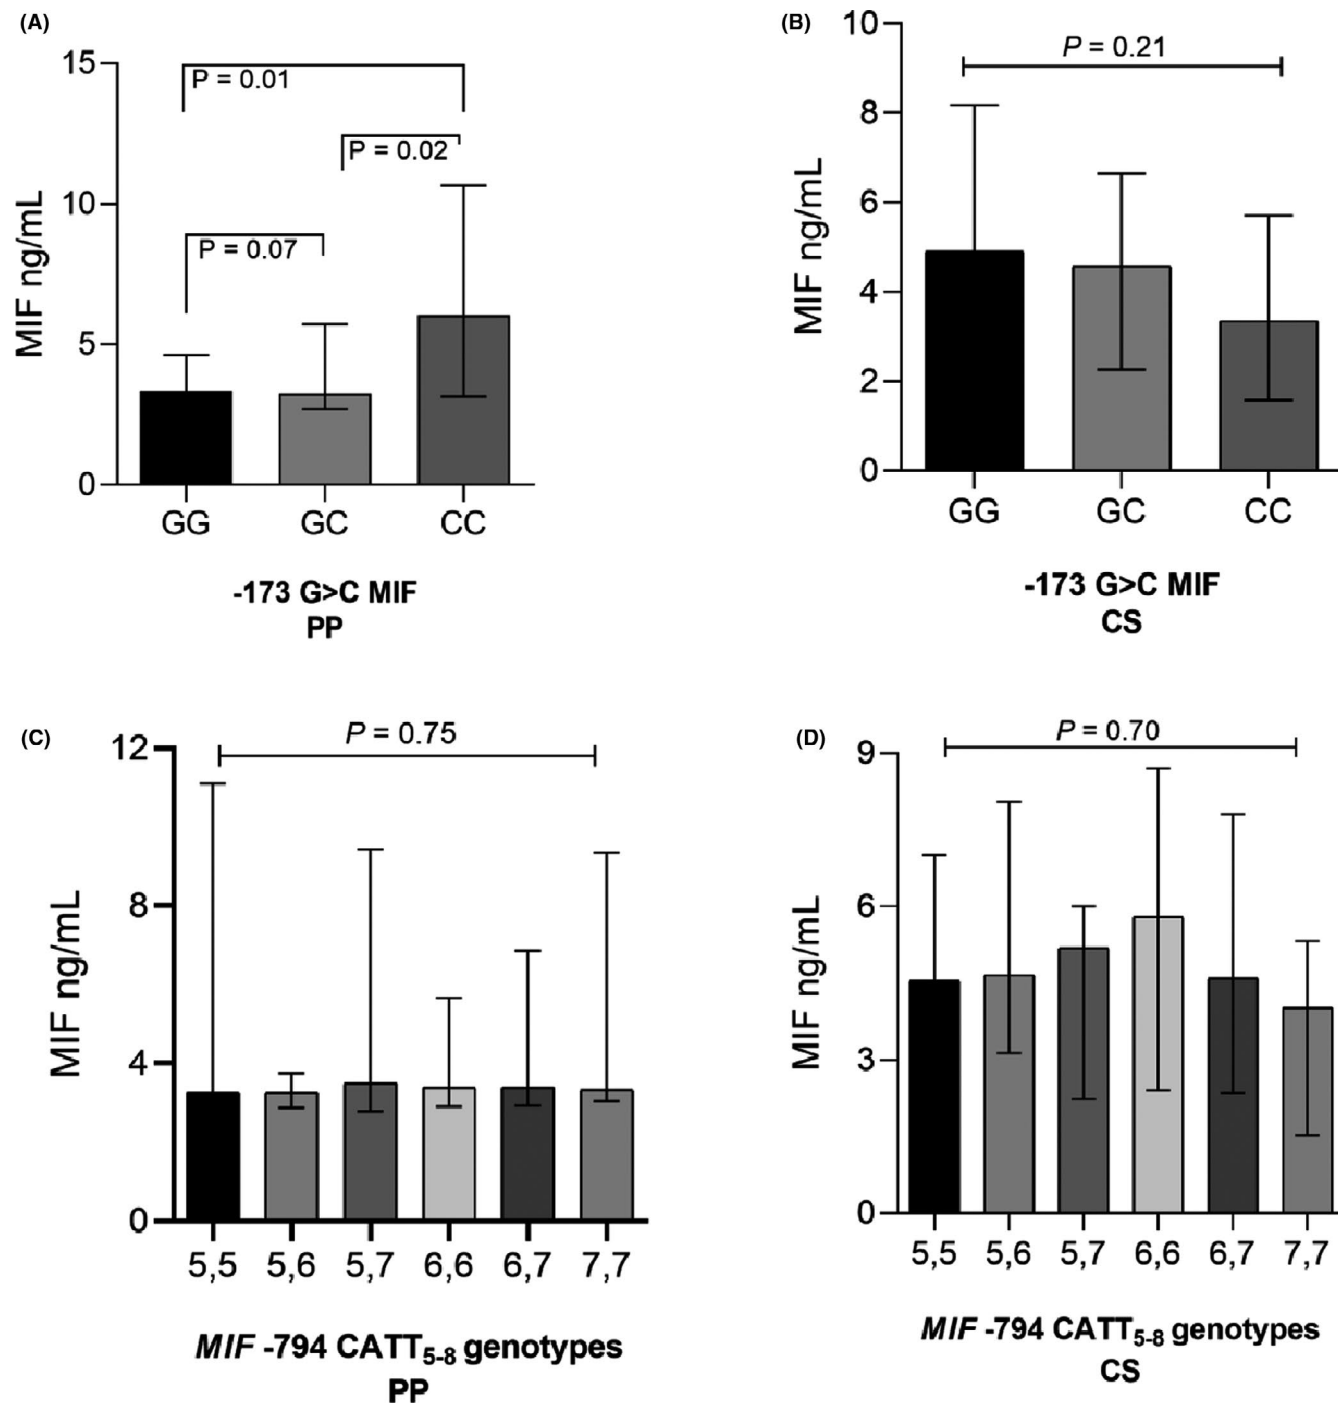 (A)
15
10
5
0
MIF ng/mL
P = 0.01
P = 0.02
P = 0.07
GG GC CC
-173 G>C MIF
PP
(B)
10
8
6
4
2
0
MIF ng/mL
P = 0.21
GG GC CC
-173 G>C MIF
CS
(C)
12
8
4
0
MIF ng/mL
P = 0.75
5,5 5,6 5,7 6,6 6,7 7,7
MIF -794 CATT5-8 genotypes
PP
(D)
9
6
3
0
MIF ng/mL
P = 0.70
5,5 5,6 5,7 6,6 6,7 7,7
MIF -794 CATT5-8 genotypes
CS